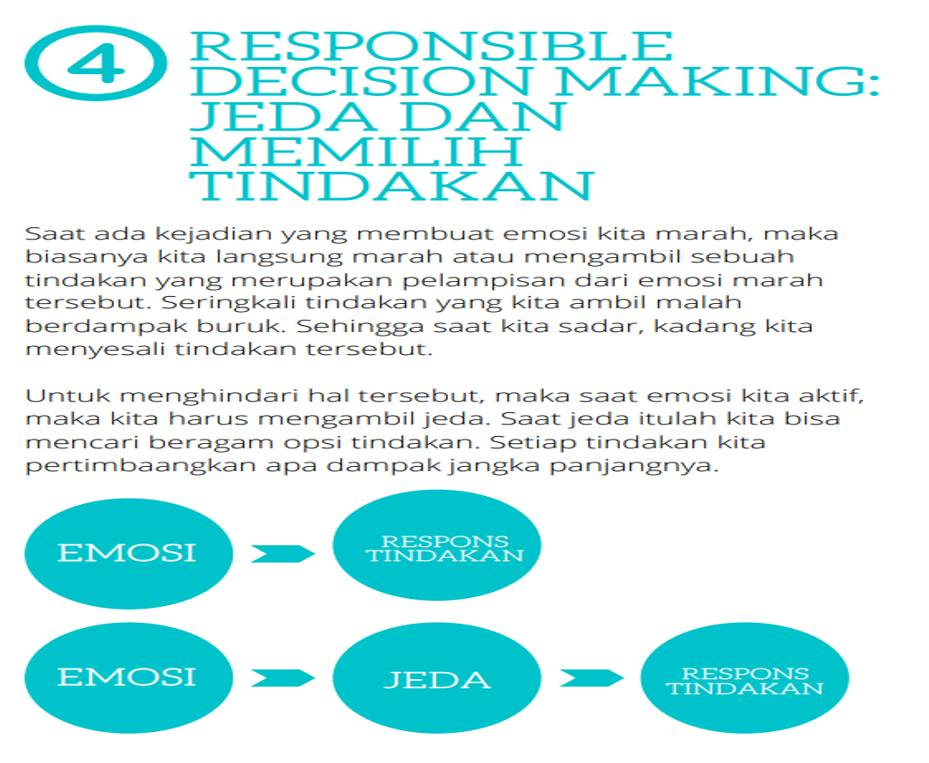 4
RESPONSIBLE
DECISION MAKING:
JEDA DAN
MEMILIH
TINDAKAN
Saat ada kejadian yang membuat emosi kita marah, maka
biasanya kita langsung marah atau mengambil sebuah
tindakan yang merupakan pelampisan dari emosi marah
tersebut. Seringkali tindakan yang kita ambil malah
berdampak buruk. Sehingga saat kita sadar, kadang kita
menyesali tindakan tersebut.
Untuk menghindari hal tersebut, maka saat emosi kita aktif,
maka kita harus mengambil jeda. Saat jeda itulah kita bisa
mencari beragam opsi tindakan. Setiap tindakan kita
pertimbaangkan apa dampak jangka panjangnya.
EMOSI
RESPONS
TINDAKAN
EMOSI
JEDA
RESPONS
TINDAKAN